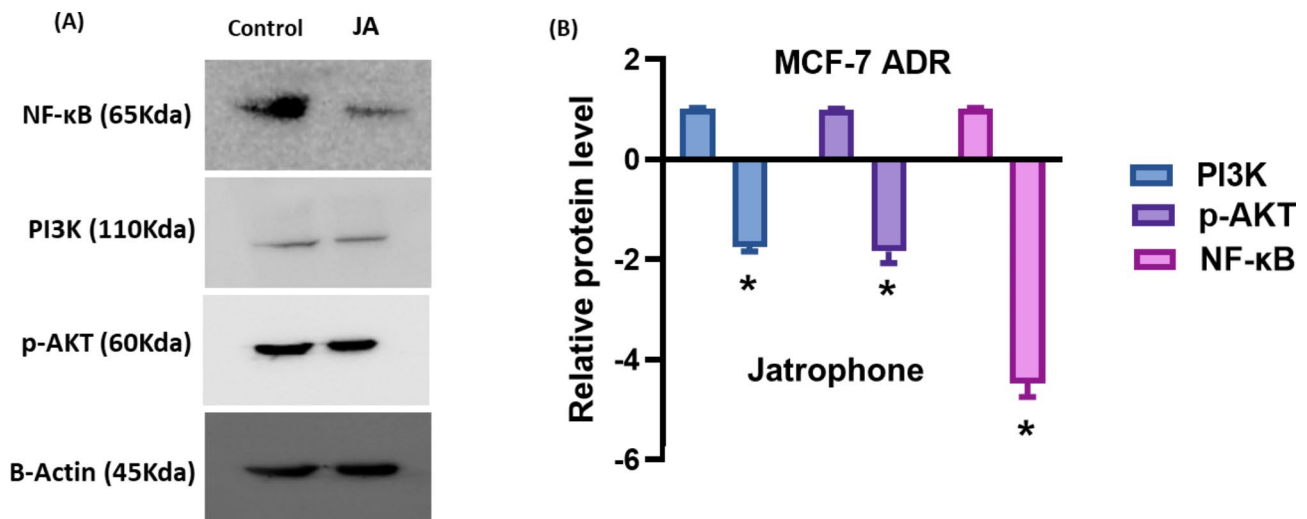 (A)
Control JA
NF-κB (65Kda)
PI3K (110Kda)
p-AKT (60Kda)
B-Actin (45Kda)
(B)
MCF-7 ADR
Relative protein level
2
0
-2
-4
-6
* * *
Jatrophone
PI3K
p-AKT
NF-κB